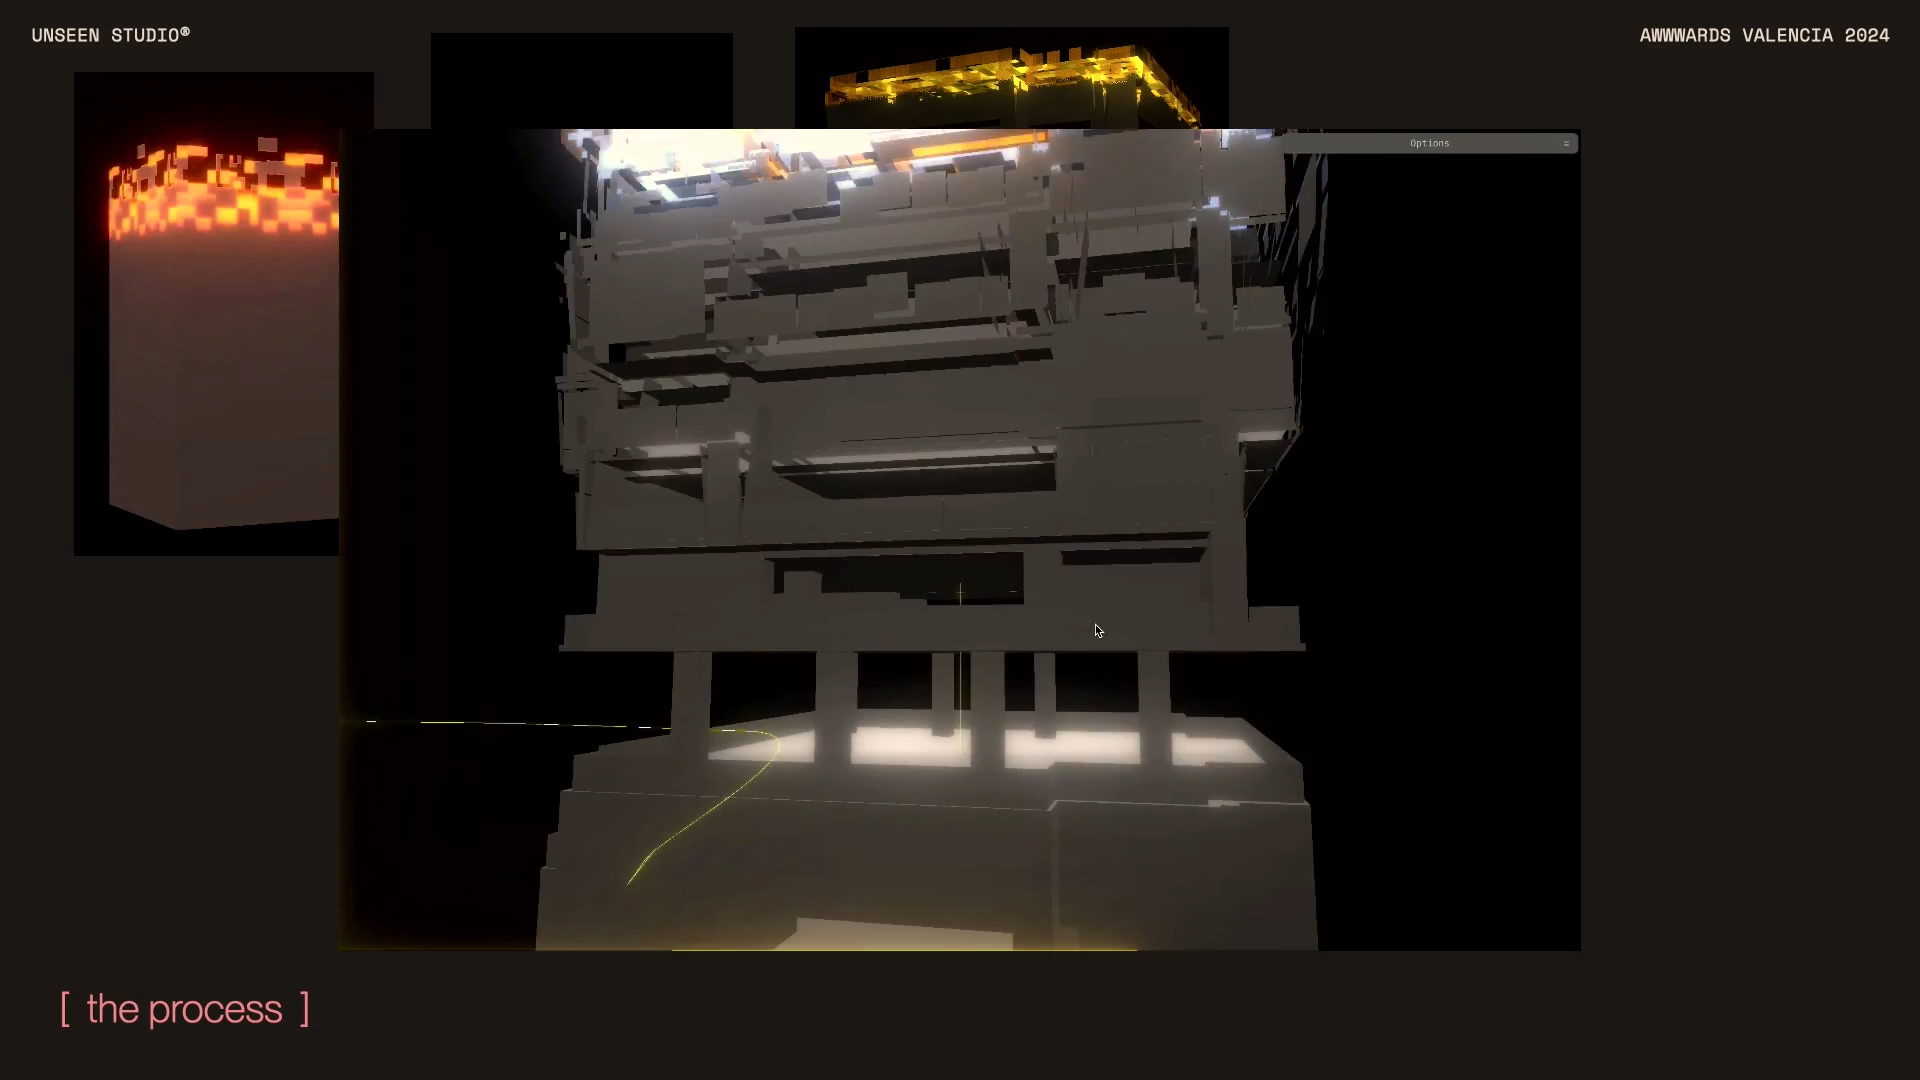 UNSEEN STUDIO®
AWWWARDS VALENCIA 2024
Options
[ the process ]